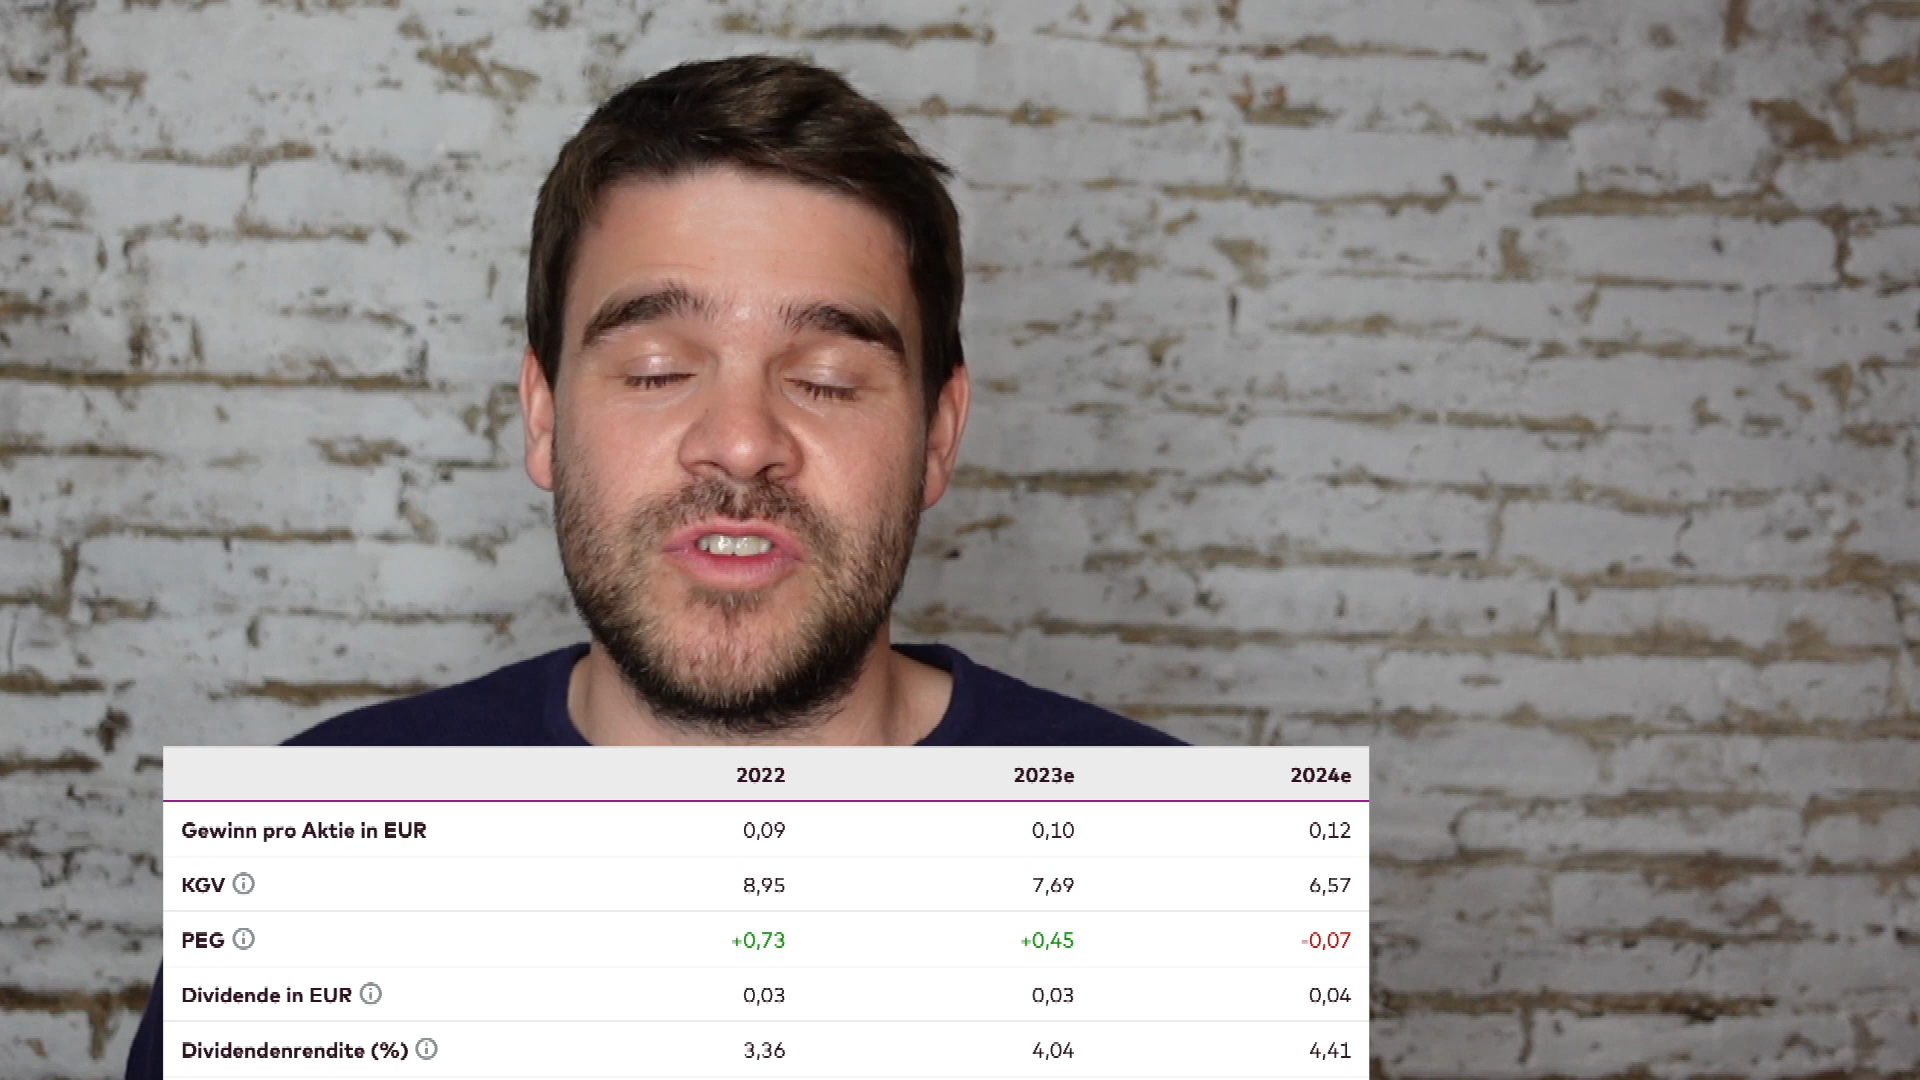 2022 2023e 2024e
Gewinn pro Aktie in EUR 0,09 0,10 0,12
KGV 8,95 7,69 6,57
PEG +0,73 +0,45 -0,07
Dividende in EUR 0,03 0,03 0,04
Dividendenrendite (%) 3,36 4,04 4,41